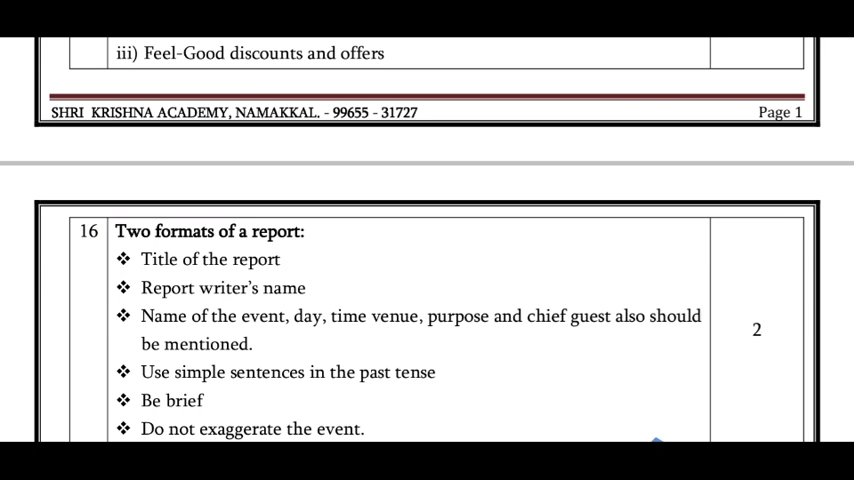 iii) Feel-Good discounts and offers
SHRI KRISHNA ACADEMY, NAMAKKAL. - 99655 - 31727 Page 1
16 Two formats of a report:
❖ Title of the report
❖ Report writer's name
❖ Name of the event, day, time venue, purpose and chief guest also should
be mentioned.
2
❖ Use simple sentences in the past tense
❖ Be brief
❖ Do not exaggerate the event.